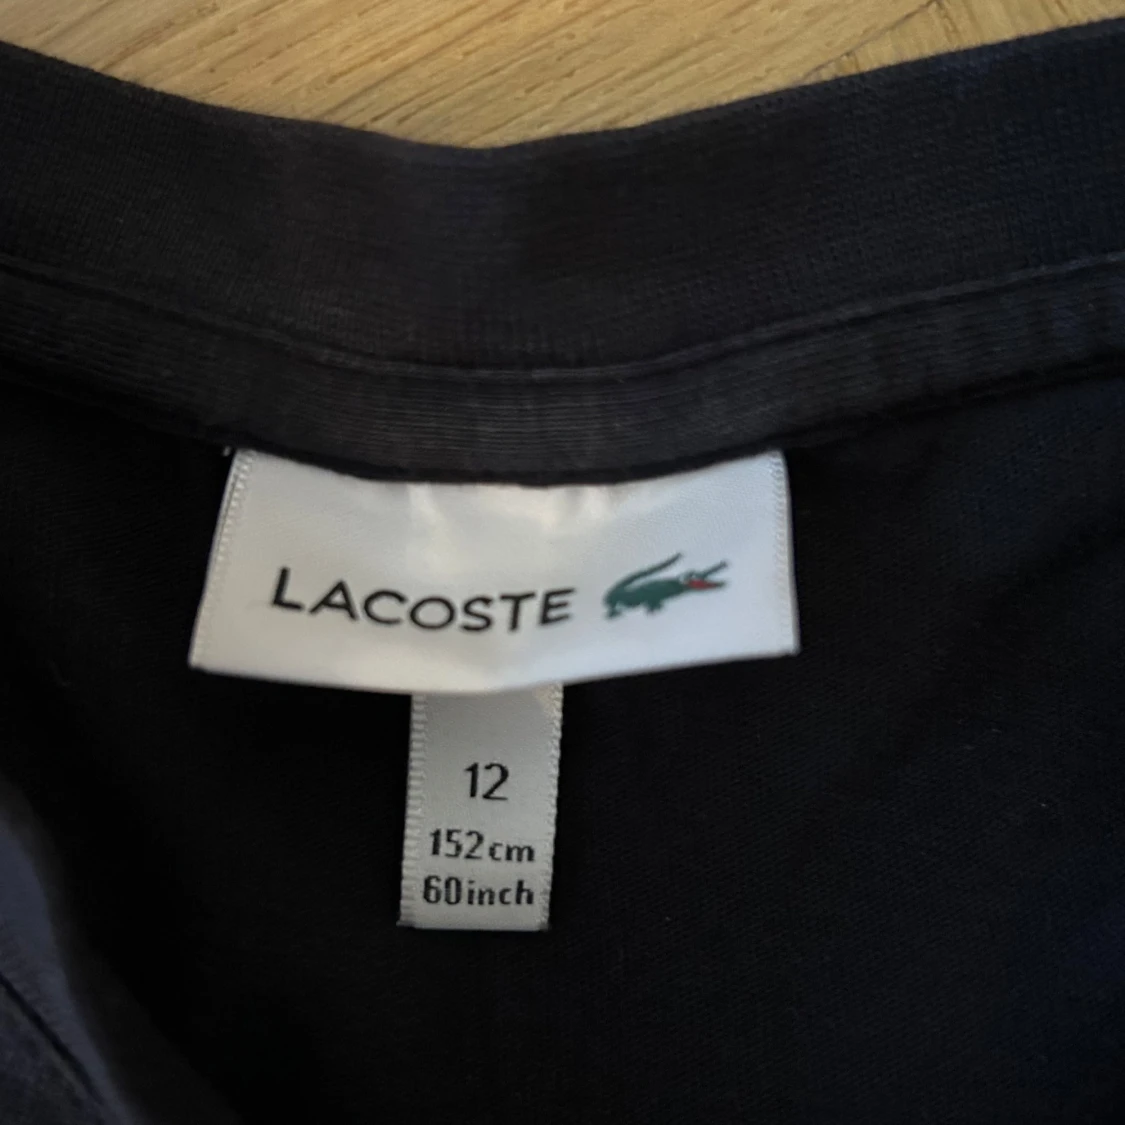 LACOSTE
12
152cm
60inch